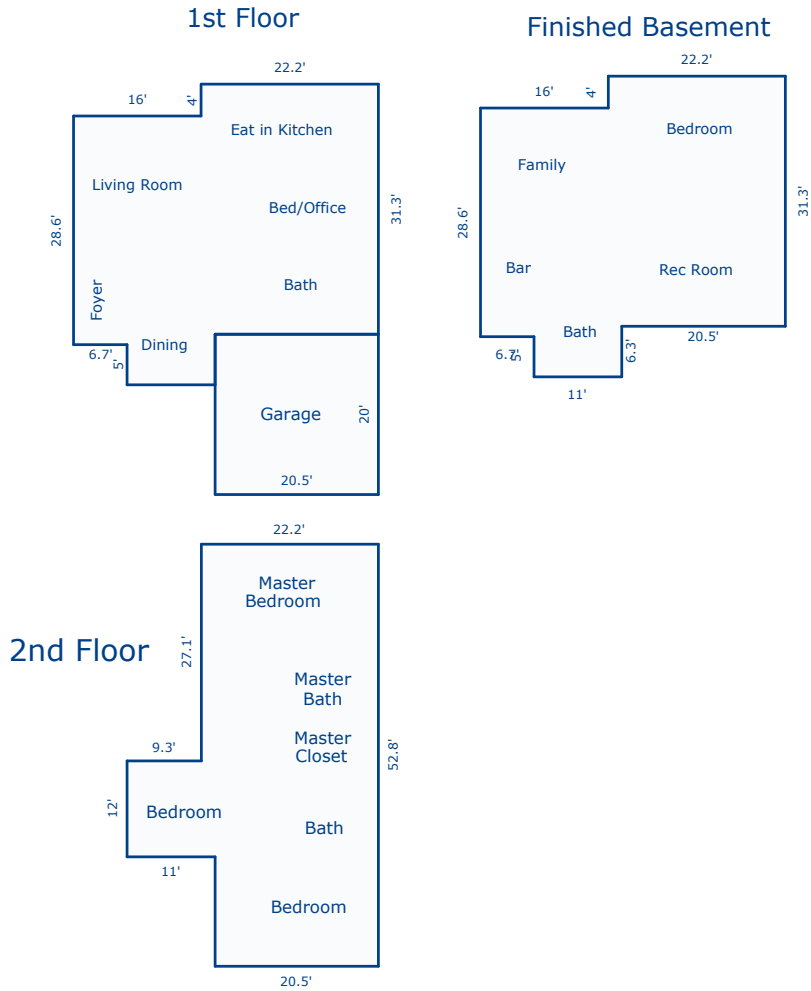 1st Floor
22.2'
16'
4'
Eat in Kitchen
Living Room
Bed/Office
28.6'
31.3'
Bath
Foyer
6.7'
5'
Dining
Garage
20'
20.5'
Finished Basement
22.2'
16'
4'
Bedroom
Family
28.6'
31.3'
Bar
Rec Room
Bath
6.7'
5'
6.3'
20.5'
11'
2nd Floor
22.2'
Master
Bedroom
27.1'
Master
Bath
Master
Closet
9.3'
52.8'
12'
Bedroom
Bath
11'
Bedroom
20.5'